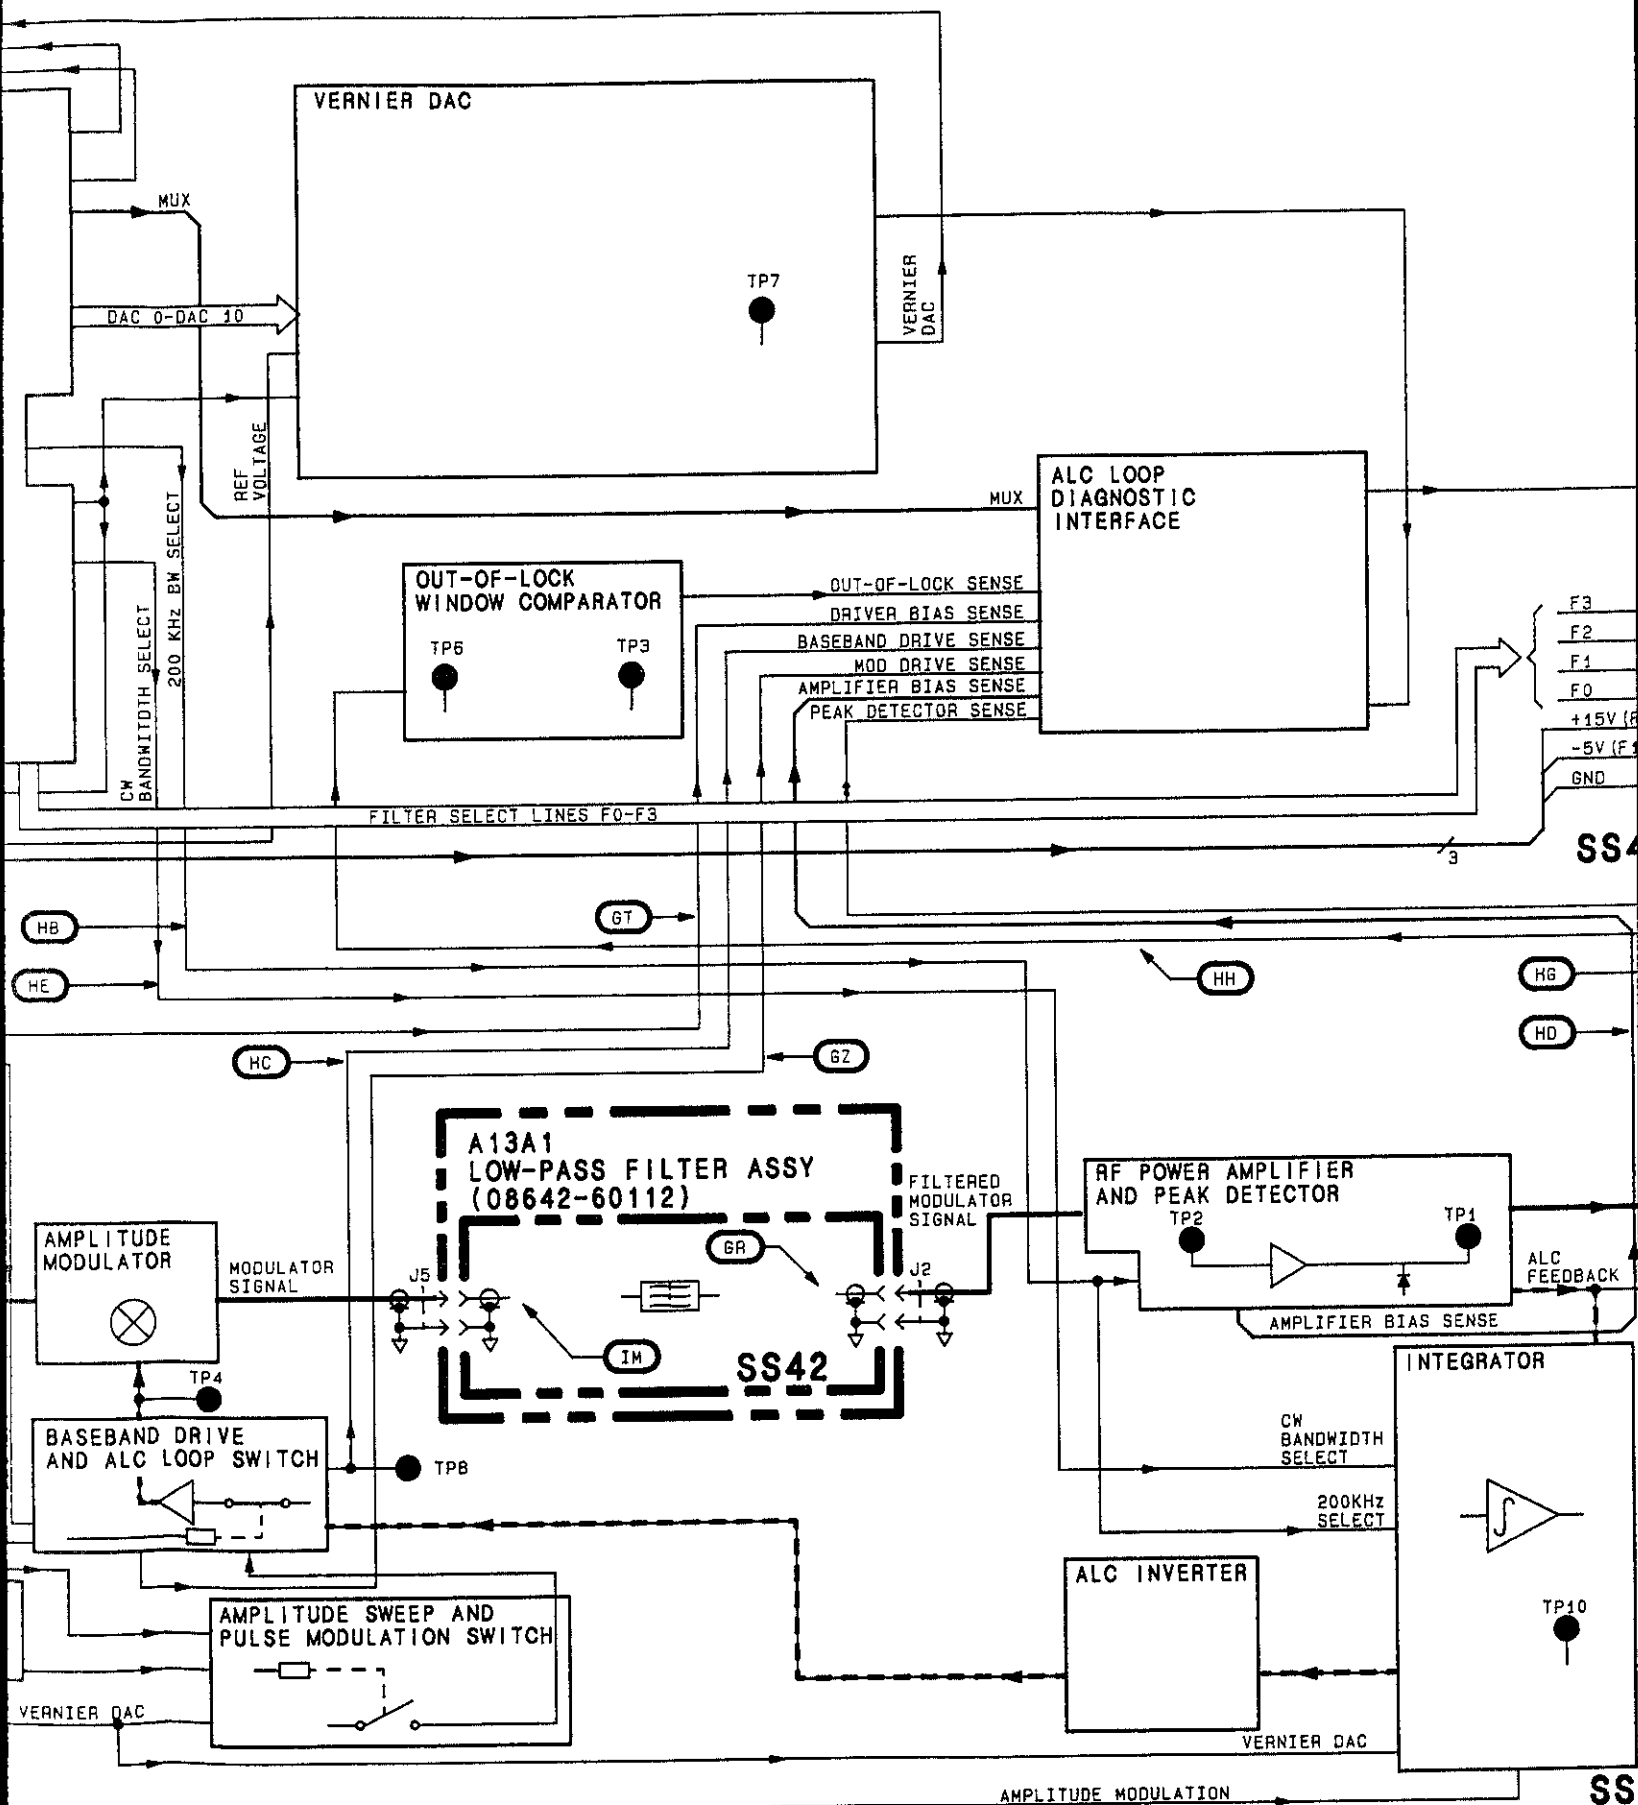 VERNIER DAC
MUX
TP7
DAC 0-DAC 10
VERNIER
DAC
REF
VOLTAGE
200 KHz BW SELECT
CW
BANDWITDTH SELECT
MUX
ALC LOOP
DIAGNOSTIC
INTERFACE
OUT-OF-LOCK
WINDOW COMPARATOR
TP6
TP3
OUT-OF-LOCK SENSE
DRIVER BIAS SENSE
BASEBAND DRIVE SENSE
MOD DRIVE SENSE
AMPLIFIER BIAS SENSE
PEAK DETECTOR SENSE
F3
F2
F1
F0
+15V (F
-5V (F1
GND
FILTER SELECT LINES F0-F3
3
SS4
HB
GT
HE
HH
HG
HD
HC
GZ
A13A1
LOW-PASS FILTER ASSY
(08642-60112)
FILTERED
MODULATOR
SIGNAL
RF POWER AMPLIFIER
AND PEAK DETECTOR
TP2
TP1
AMPLITUDE
MODULATOR
MODULATOR
SIGNAL
J5
GR
J2
ALC
FEEDBACK
AMPLIFIER BIAS SENSE
IM
SS42
INTEGRATOR
TP4
BASEBAND DRIVE
AND ALC LOOP SWITCH
TP8
CW
BANDWIDTH
SELECT
200KHz
SELECT
ALC INVERTER
TP10
AMPLITUDE SWEEP AND
PULSE MODULATION SWITCH
VERNIER DAC
VERNIER DAC
AMPLITUDE MODULATION
SS